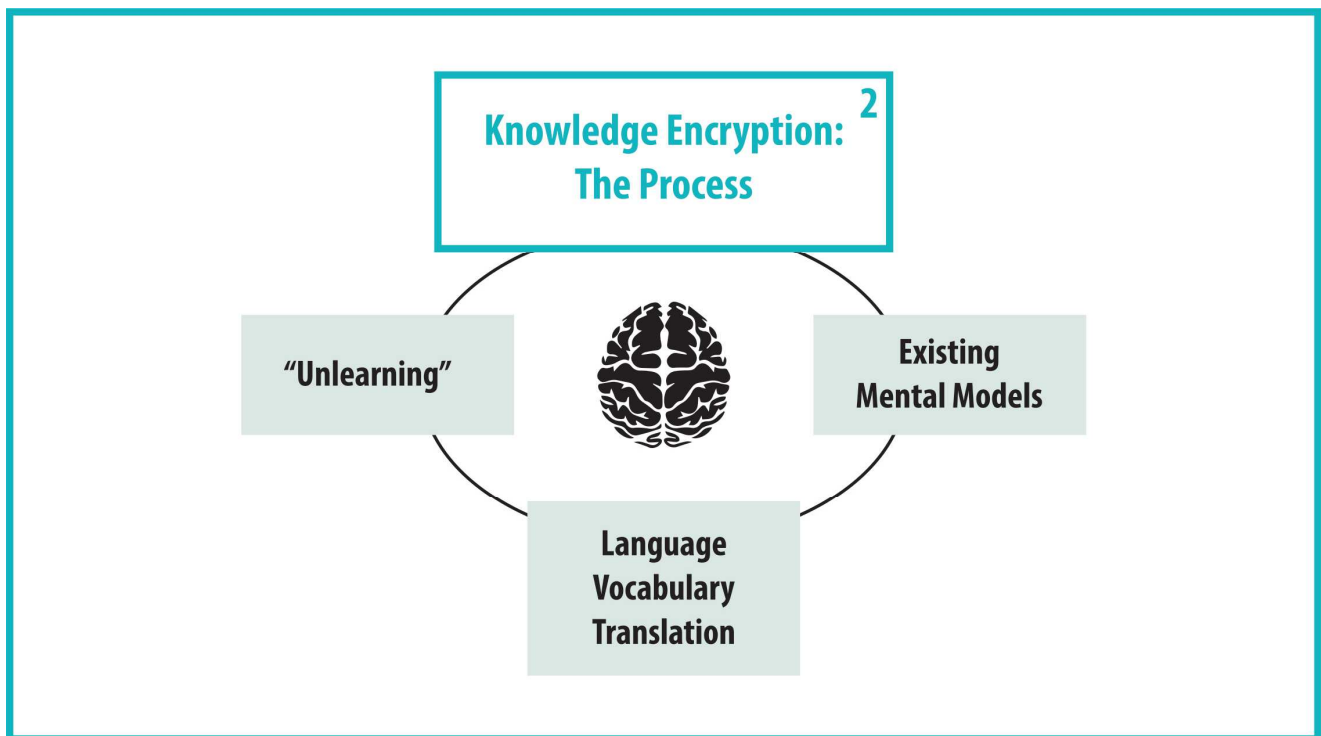 Knowledge Encryption: 2
The Process
“Unlearning”
Existing
Mental Models
Language
Vocabulary
Translation